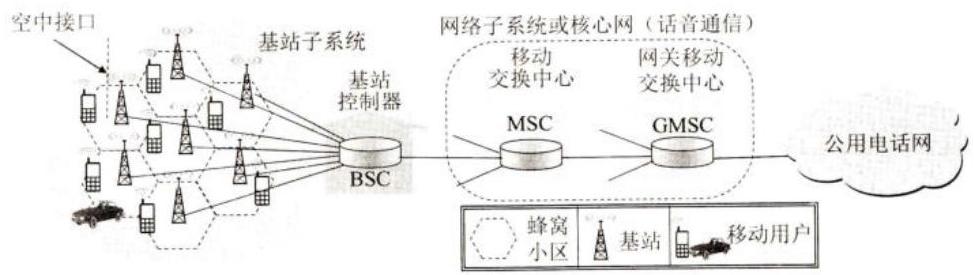 空中接口
基站子系统
网络子系统或核心网（话音通信）
移动
交换中心
网关移动
交换中心
基站
控制器
BSC
MSC
GMSC
公用电话网
蜂窝
小区
基站
移动用户